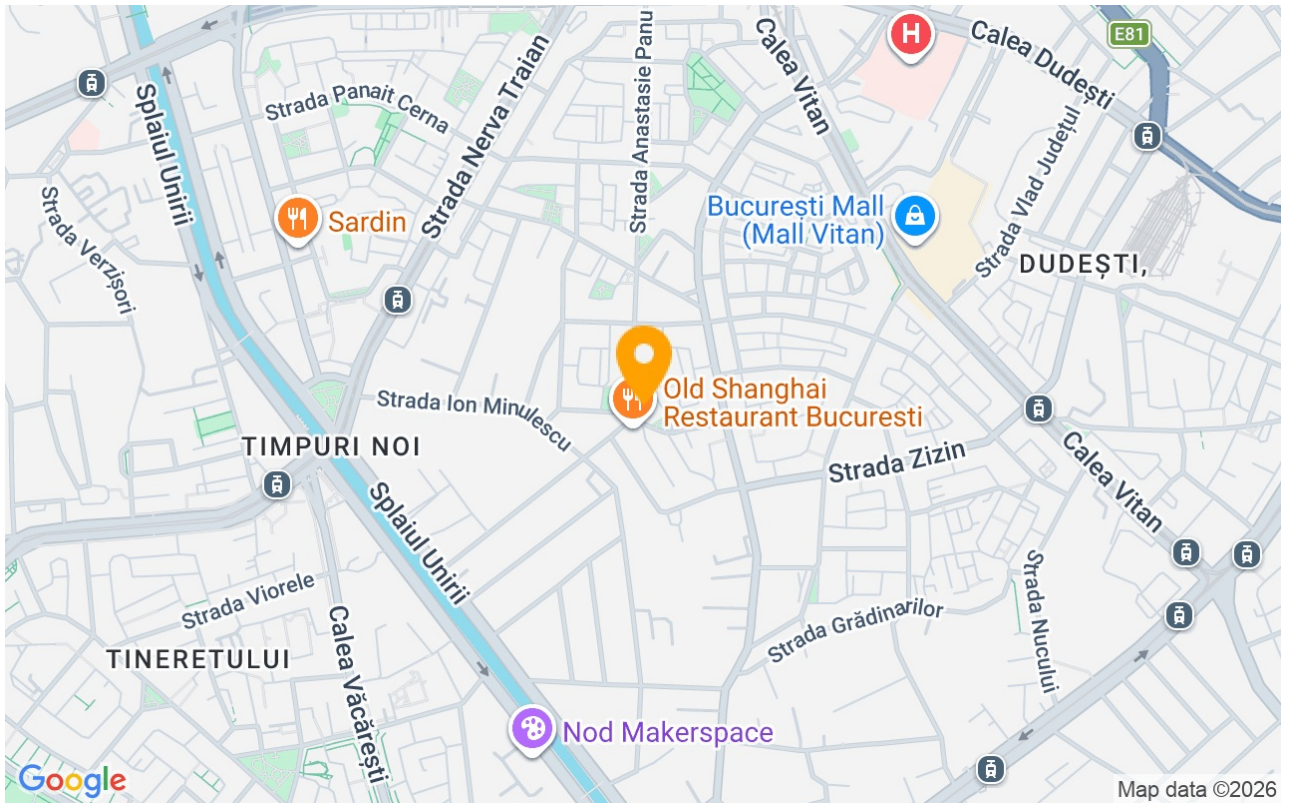 H
Calea Dudești
E81
Calea Vitan
Strada Anastasie Panu
Splaiul Unirii
Strada Panait Cerna
Strada Nerva Traian
Strada Vlad Județul
Strada Verzișori
Sardin
București Mall
(Mall Vitan)
DUDEȘTI,
Strada Ion Minulescu
Old Shanghai
Restaurant Bucuresti
TIMPURI NOI
Strada Zizin
Calea Vitan
Splaiul Unirii
Strada Viorele
Strada Grădinarilor
Strada Nucului
TINERETULUI
Calea Văcărești
Nod Makerspace
Google
Map data ©2026